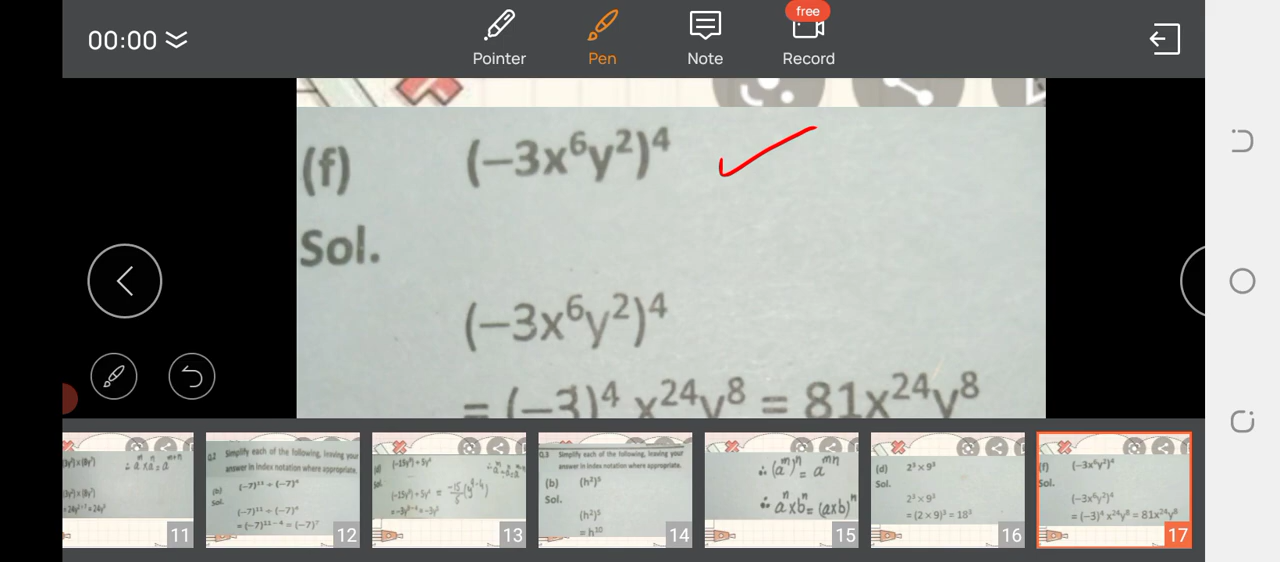 00:00
Pointer
Pen
Note
free
Record
(f) (−3x⁶y²)⁴
Sol.
(−3x⁶y²)⁴
= (−3)⁴ x²⁴y⁸ = 81x²⁴y⁸
11
Q.2 Simplify each of the following, leaving your
answer in index notation where appropriate.
Sol.
(−7)¹¹ ÷ (−7)⁴
= (−7)¹¹⁻⁴ = (−7)⁷
12
13
Q.3 Simplify each of the following, leaving your
answer in index notation where appropriate.
(b) (h²)⁵
Sol.
(h²)⁵
= h¹⁰
14
∴ (aᵐ)ⁿ = aᵐⁿ
∴ aⁿxbⁿ = (axb)ⁿ
15
(d) 2³ × 9³
Sol.
2³ × 9³
= (2 × 9)³ = 18³
16
(f) (−3x⁶y²)⁴
Sol.
(−3x⁶y²)⁴
= (−3)⁴ x²⁴y⁸ = 81x²⁴y⁸
17